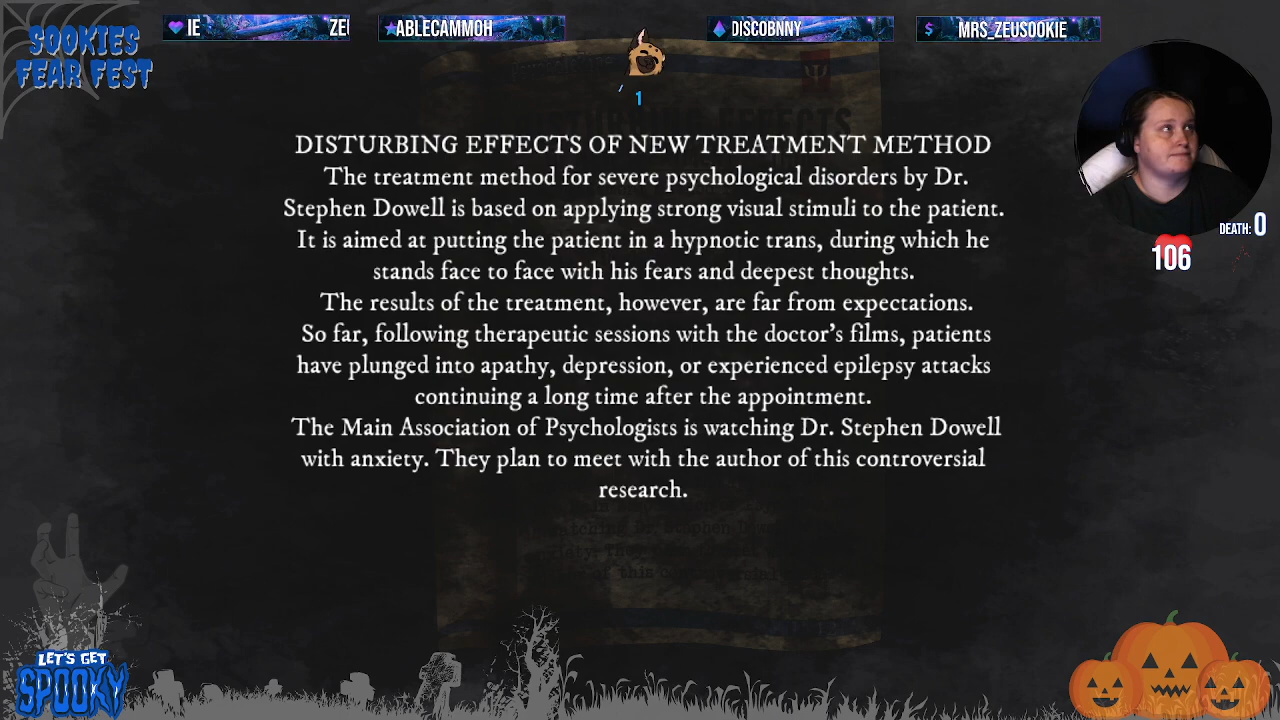 SOOKIES
FEAR FEST
IE
ZEU
ABLECAMMOH
DISCOBNNY
$ MRS_ZEUSOOKIE
1
DEATH: 0
106
DISTURBING EFFECTS OF NEW TREATMENT METHOD
The treatment method for severe psychological disorders by Dr.
Stephen Dowell is based on applying strong visual stimuli to the patient.
It is aimed at putting the patient in a hypnotic trans, during which he
stands face to face with his fears and deepest thoughts.
The results of the treatment, however, are far from expectations.
So far, following therapeutic sessions with the doctor's films, patients
have plunged into apathy, depression, or experienced epilepsy attacks
continuing a long time after the appointment.
The Main Association of Psychologists is watching Dr. Stephen Dowell
with anxiety. They plan to meet with the author of this controversial
research.
LET'S GET
SPOOKY